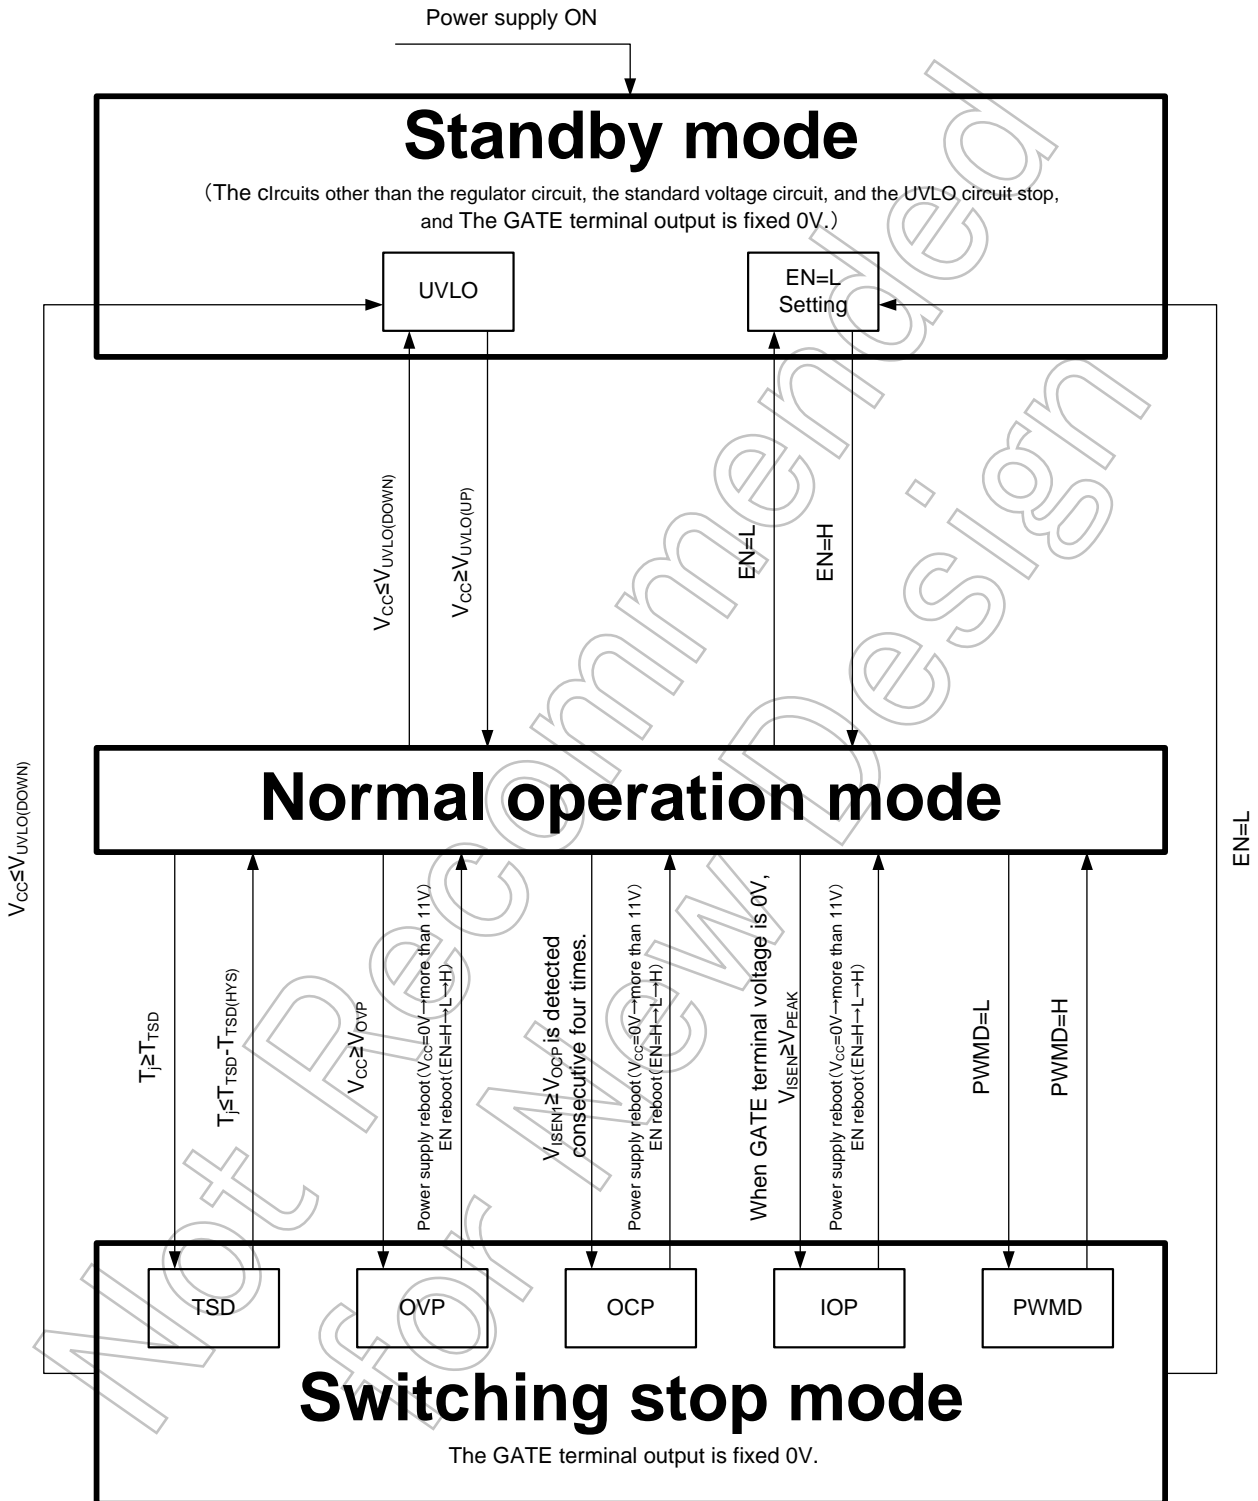 Power supply ON
Standby mode
（The cIrcuits other than the regulator circuit, the standard voltage circuit, and the UVLO circuit stop,
and The GATE terminal output is fixed 0V.）
UVLO
EN=L
Setting
VCC≤VUVLO(DOWN)
VCC≥VUVLO(UP)
EN=L
EN=H
Normal operation mode
VCC≤VUVLO(DOWN)
EN=L
Tj≥TTSD
Tj≤TTSD-TTSD(HYS)
VCC≥VOVP
Power supply reboot（VCC=0V→more than 11V）
EN reboot（EN=H→L→H）
VISEN1≥VOCP is detected
consecutive four times.
Power supply reboot（VCC=0V→more than 11V）
EN reboot（EN=H→L→H）
When GATE terminal voltage is 0V,
VISEN≥VPEAK
Power supply reboot（VCC=0V→more than 11V）
EN reboot（EN=H→L→H）
PWMD=L
PWMD=H
TSD
OVP
OCP
IOP
PWMD
Switching stop mode
The GATE terminal output is fixed 0V.
Not Recommended
for New Design